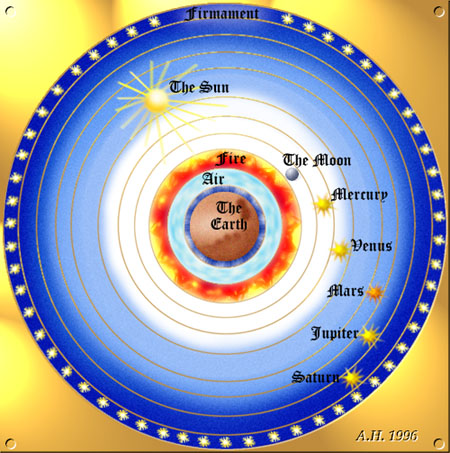 Firmament
The Sun
Fire
The Moon
Air
Mercury
The
Earth
Venus
Mars
Jupiter
Saturn
A.H. 1996